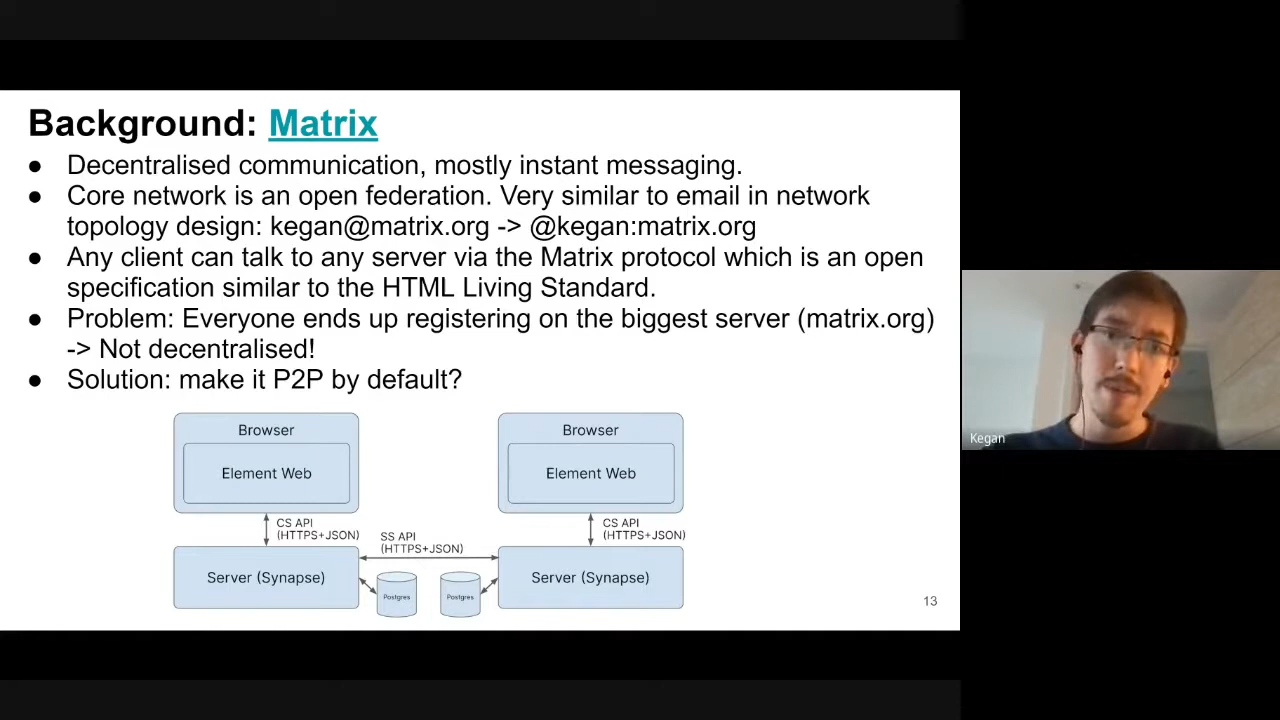 Background: Matrix
● Decentralised communication, mostly instant messaging.
● Core network is an open federation. Very similar to email in network
topology design: kegan@matrix.org -> @kegan:matrix.org
● Any client can talk to any server via the Matrix protocol which is an open
specification similar to the HTML Living Standard.
● Problem: Everyone ends up registering on the biggest server (matrix.org)
-> Not decentralised!
● Solution: make it P2P by default?
Browser
Element Web
Browser
Element Web
CS API
(HTTPS+JSON)
SS API
(HTTPS+JSON)
CS API
(HTTPS+JSON)
Server (Synapse)
Postgres
Postgres
Server (Synapse)
13
Kegan